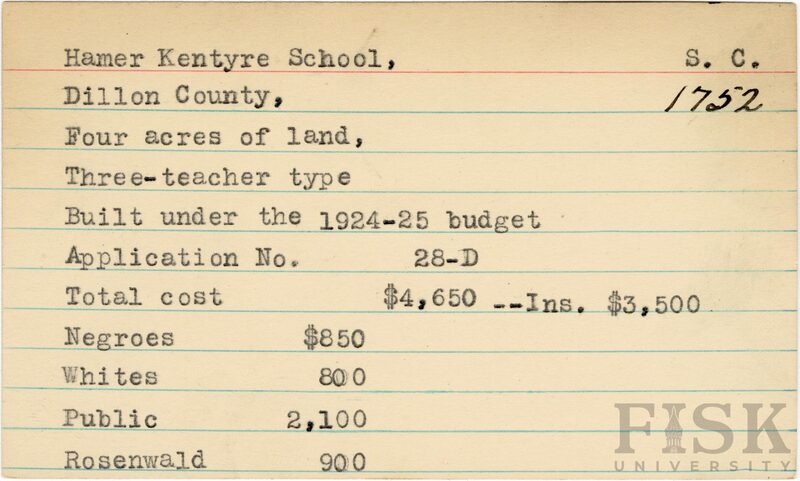 Hamer Kentyre School, S. C.
Dillon County, 1752
Four acres of land,
Three-teacher type
Built under the 1924-25 budget
Application No. 28-D
Total cost $4,650 --Ins. $3,500
Negroes $850
Whites 800
Public 2,100
Rosenwald 900
FISK
UNIVERSITY